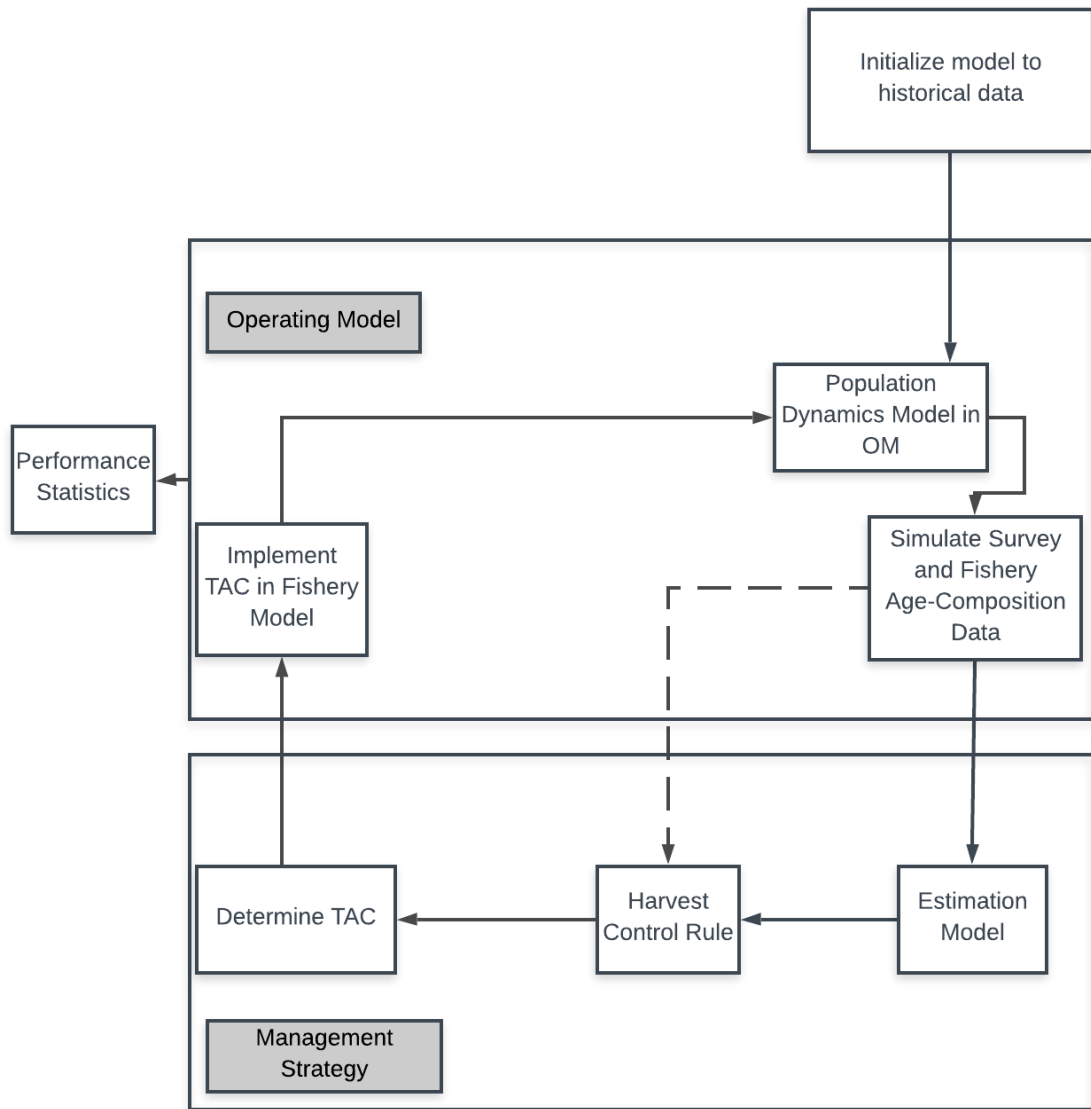 Initialize model to
historical data
Operating Model
Population
Dynamics Model in
OM
Performance
Statistics
Implement
TAC in Fishery
Model
Simulate Survey
and Fishery
Age-Composition
Data
Determine TAC
Harvest
Control Rule
Estimation
Model
Management
Strategy